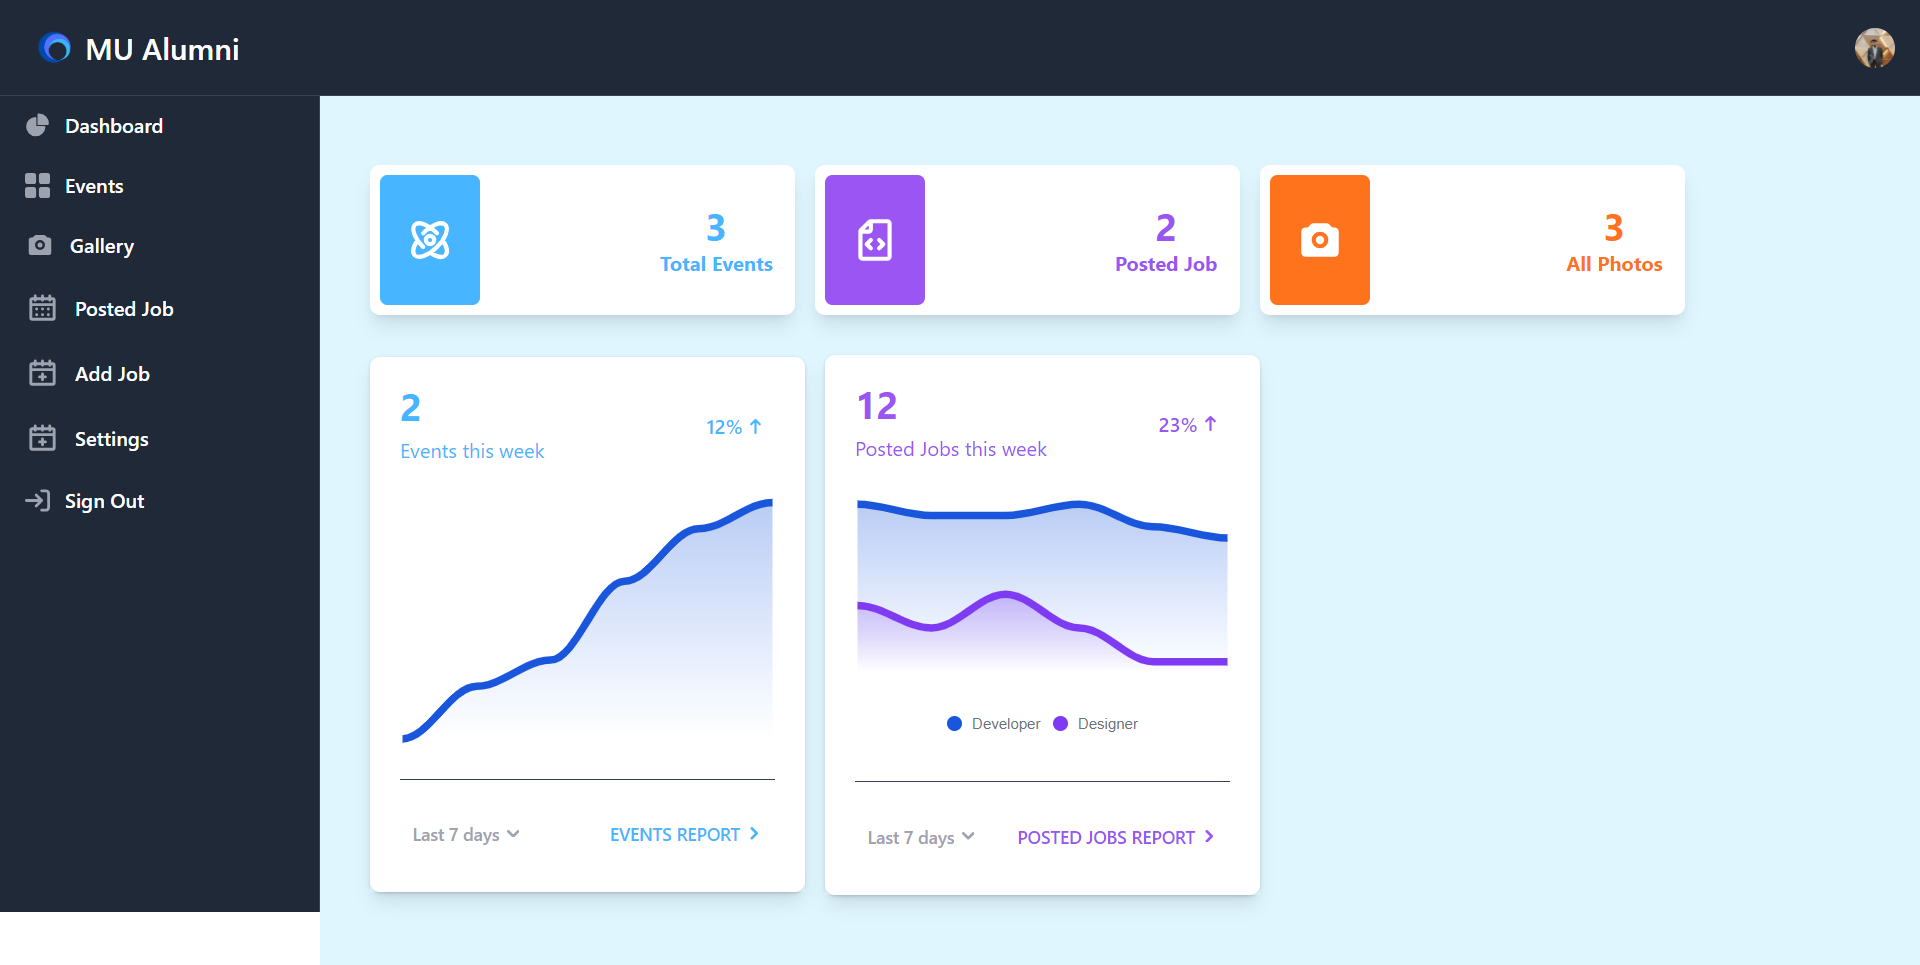 MU Alumni
Dashboard
Events
Gallery
Posted Job
Add Job
Settings
Sign Out
3
Total Events
2
Posted Job
3
All Photos
2
Events this week
12%
Last 7 days
EVENTS REPORT
12
Posted Jobs this week
23%
Developer
Designer
Last 7 days
POSTED JOBS REPORT